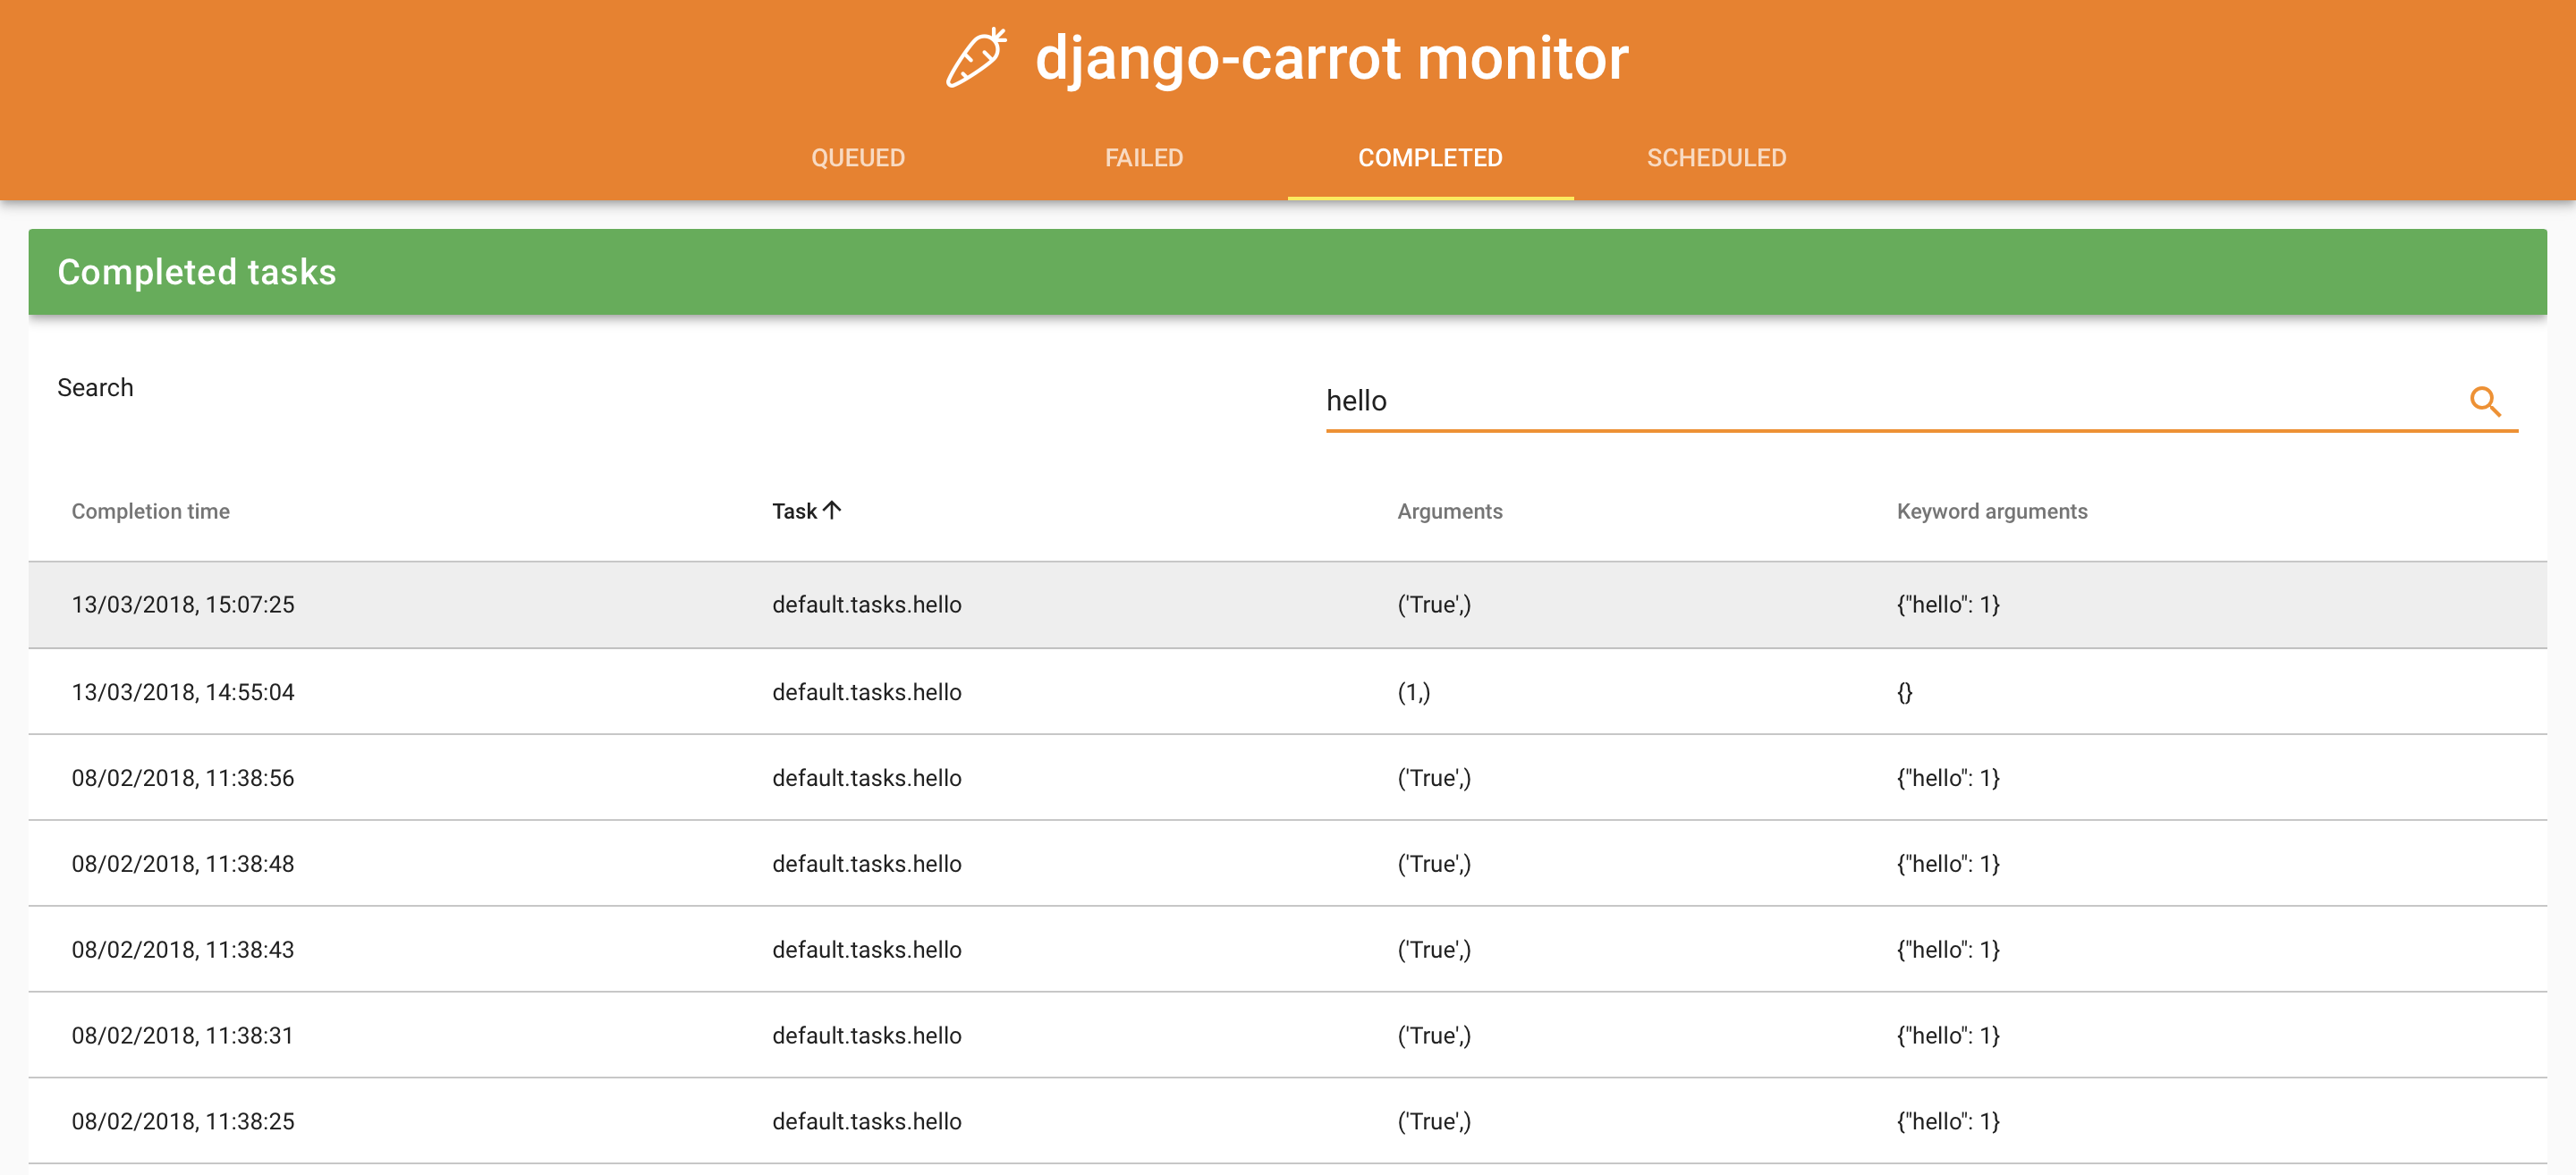 django-carrot monitor
QUEUED FAILED COMPLETED SCHEDULED
Completed tasks
Search
hello
Completion time Task Arguments Keyword arguments
13/03/2018, 15:07:25 default.tasks.hello ('True',) {"hello": 1}
13/03/2018, 14:55:04 default.tasks.hello (1,) {}
08/02/2018, 11:38:56 default.tasks.hello ('True',) {"hello": 1}
08/02/2018, 11:38:48 default.tasks.hello ('True',) {"hello": 1}
08/02/2018, 11:38:43 default.tasks.hello ('True',) {"hello": 1}
08/02/2018, 11:38:31 default.tasks.hello ('True',) {"hello": 1}
08/02/2018, 11:38:25 default.tasks.hello ('True',) {"hello": 1}